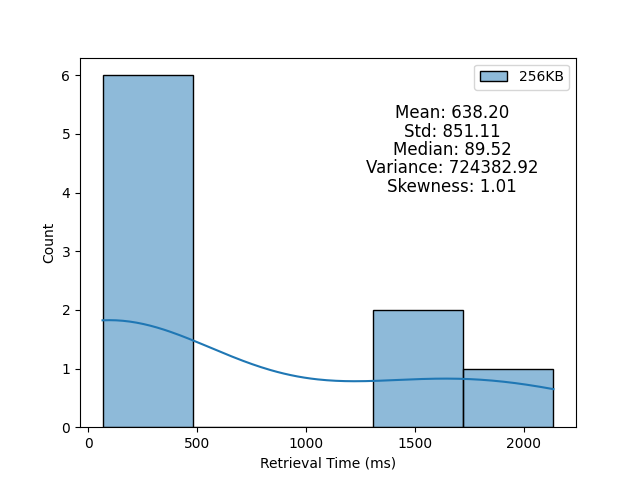 256KB
Mean: 638.20
Std: 851.11
Median: 89.52
Variance: 724382.92
Skewness: 1.01
Count
6
5
4
3
2
1
0
0 500 1000 1500 2000
Retrieval Time (ms)